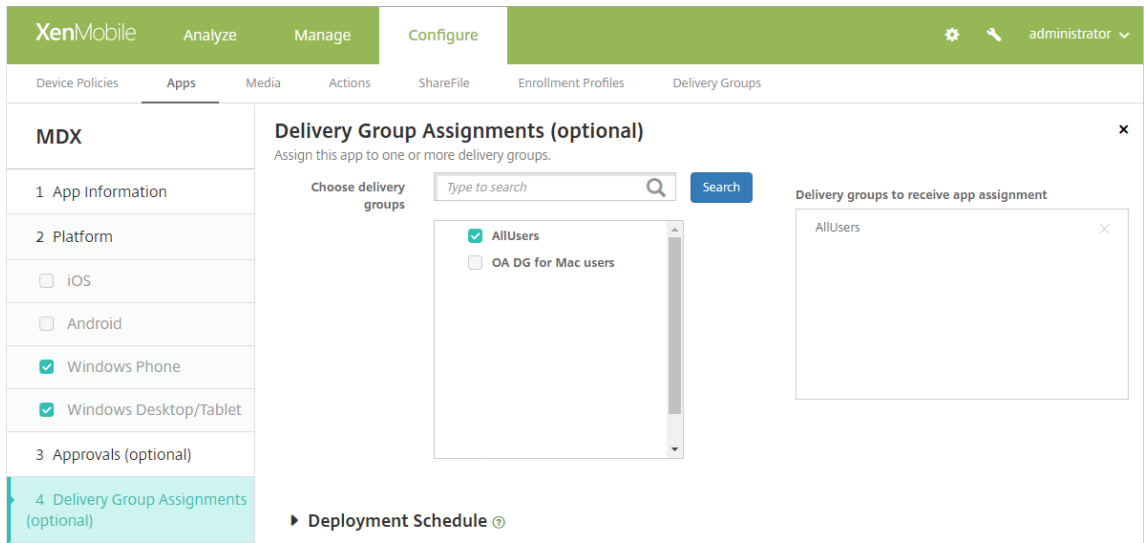 XenMobile Analyze Manage Configure administrator
Device Policies Apps Media Actions ShareFile Enrollment Profiles Delivery Groups
MDX
1 App Information
2 Platform
iOS
Android
Windows Phone
Windows Desktop/Tablet
3 Approvals (optional)
4 Delivery Group Assignments
(optional)
Delivery Group Assignments (optional)
Assign this app to one or more delivery groups.
Choose delivery
groups
Type to search
Search
AllUsers
OA DG for Mac users
Delivery groups to receive app assignment
AllUsers
Deployment Schedule ?